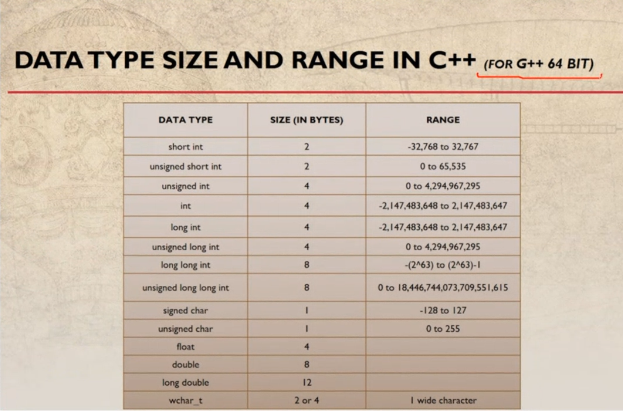 DATA TYPE SIZE AND RANGE IN C++ (FOR G++ 64 BIT)
DATA TYPE SIZE (IN BYTES) RANGE
short int 2 -32,768 to 32,767
unsigned short int 2 0 to 65,535
unsigned int 4 0 to 4,294,967,295
int 4 -2,147,483,648 to 2,147,483,647
long int 4 -2,147,483,648 to 2,147,483,647
unsigned long int 4 0 to 4,294,967,295
long long int 8 -(2^63) to (2^63)-1
unsigned long long int 8 0 to 18,446,744,073,709,551,615
signed char 1 -128 to 127
unsigned char 1 0 to 255
float 4
double 8
long double 12
wchar_t 2 or 4 1 wide character